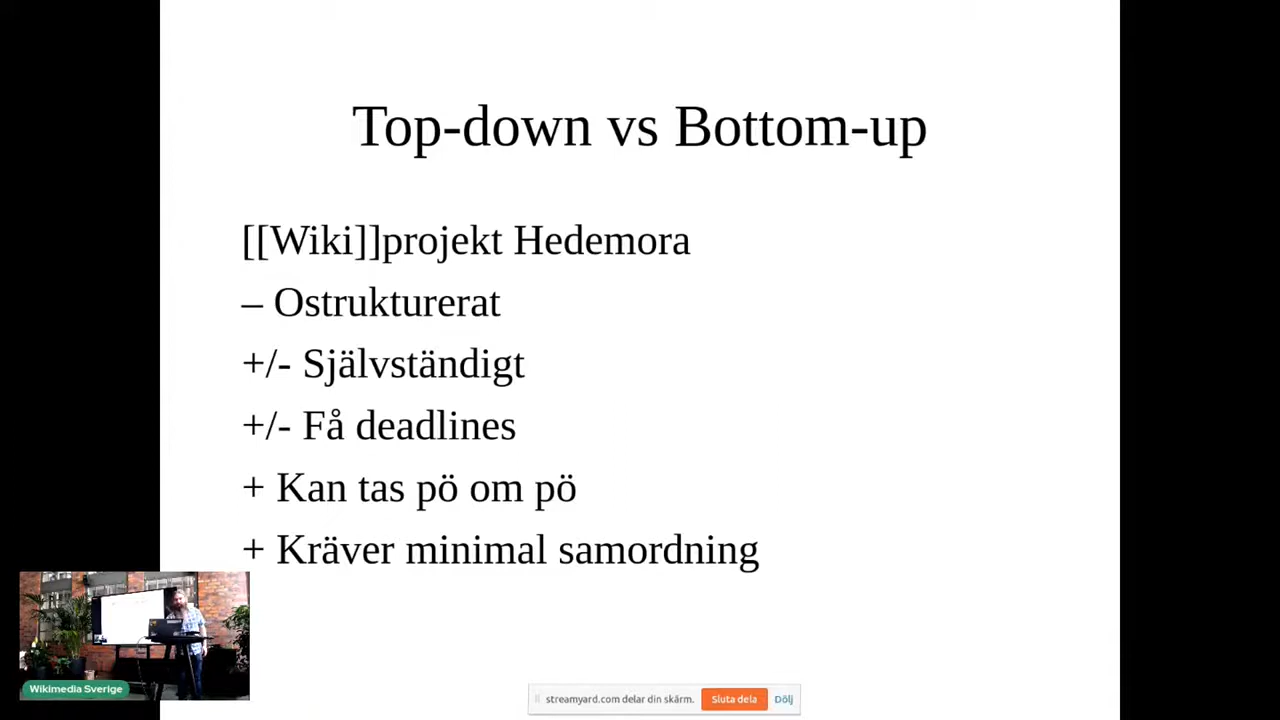 Top-down vs Bottom-up
[[Wiki]]projekt Hedemora
– Ostrukturerat
+/- Självständigt
+/- Få deadlines
+ Kan tas pö om pö
+ Kräver minimal samordning
Wikimedia Sverige
streamyard.com delar din skärm. Sluta dela Dölj